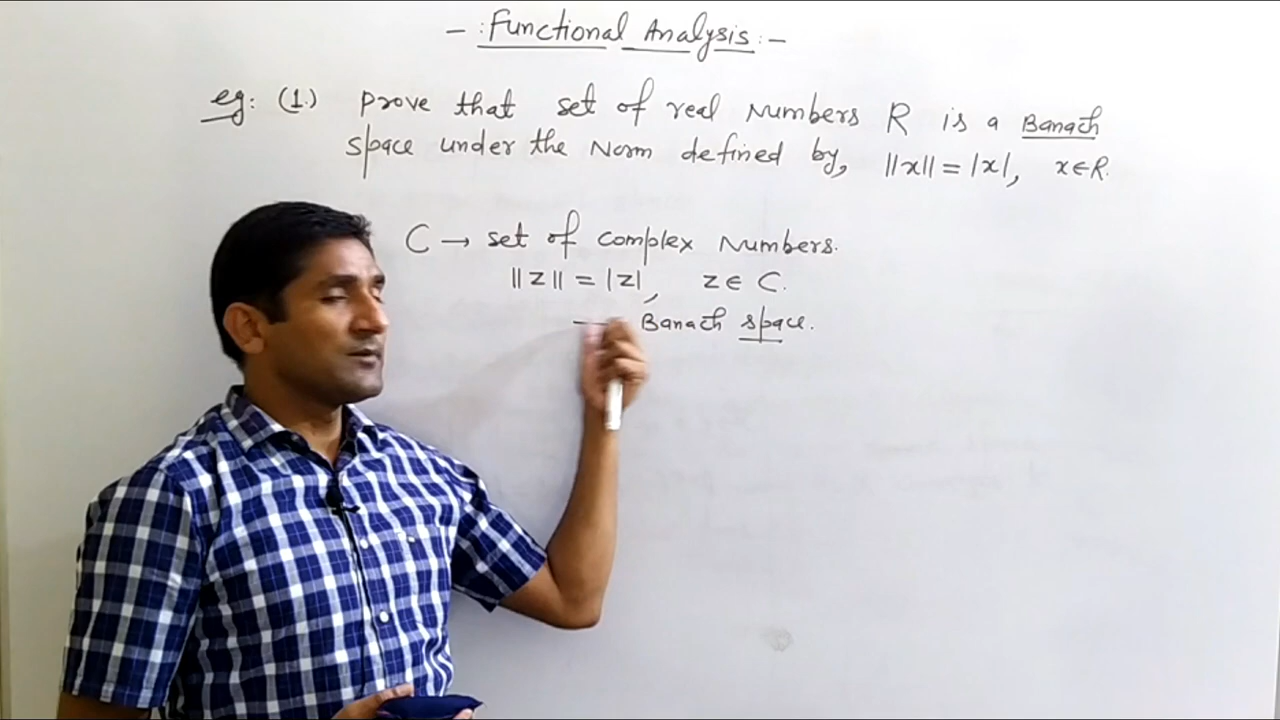 - : Functional Analysis : -
eg: (1.) Prove that set of real Numbers R is a Banach
space under the Norm defined by, ||x|| = |x|, x∈R.
C → set of complex Numbers.
||z|| = |z|, z∈ C.
— Banach space.